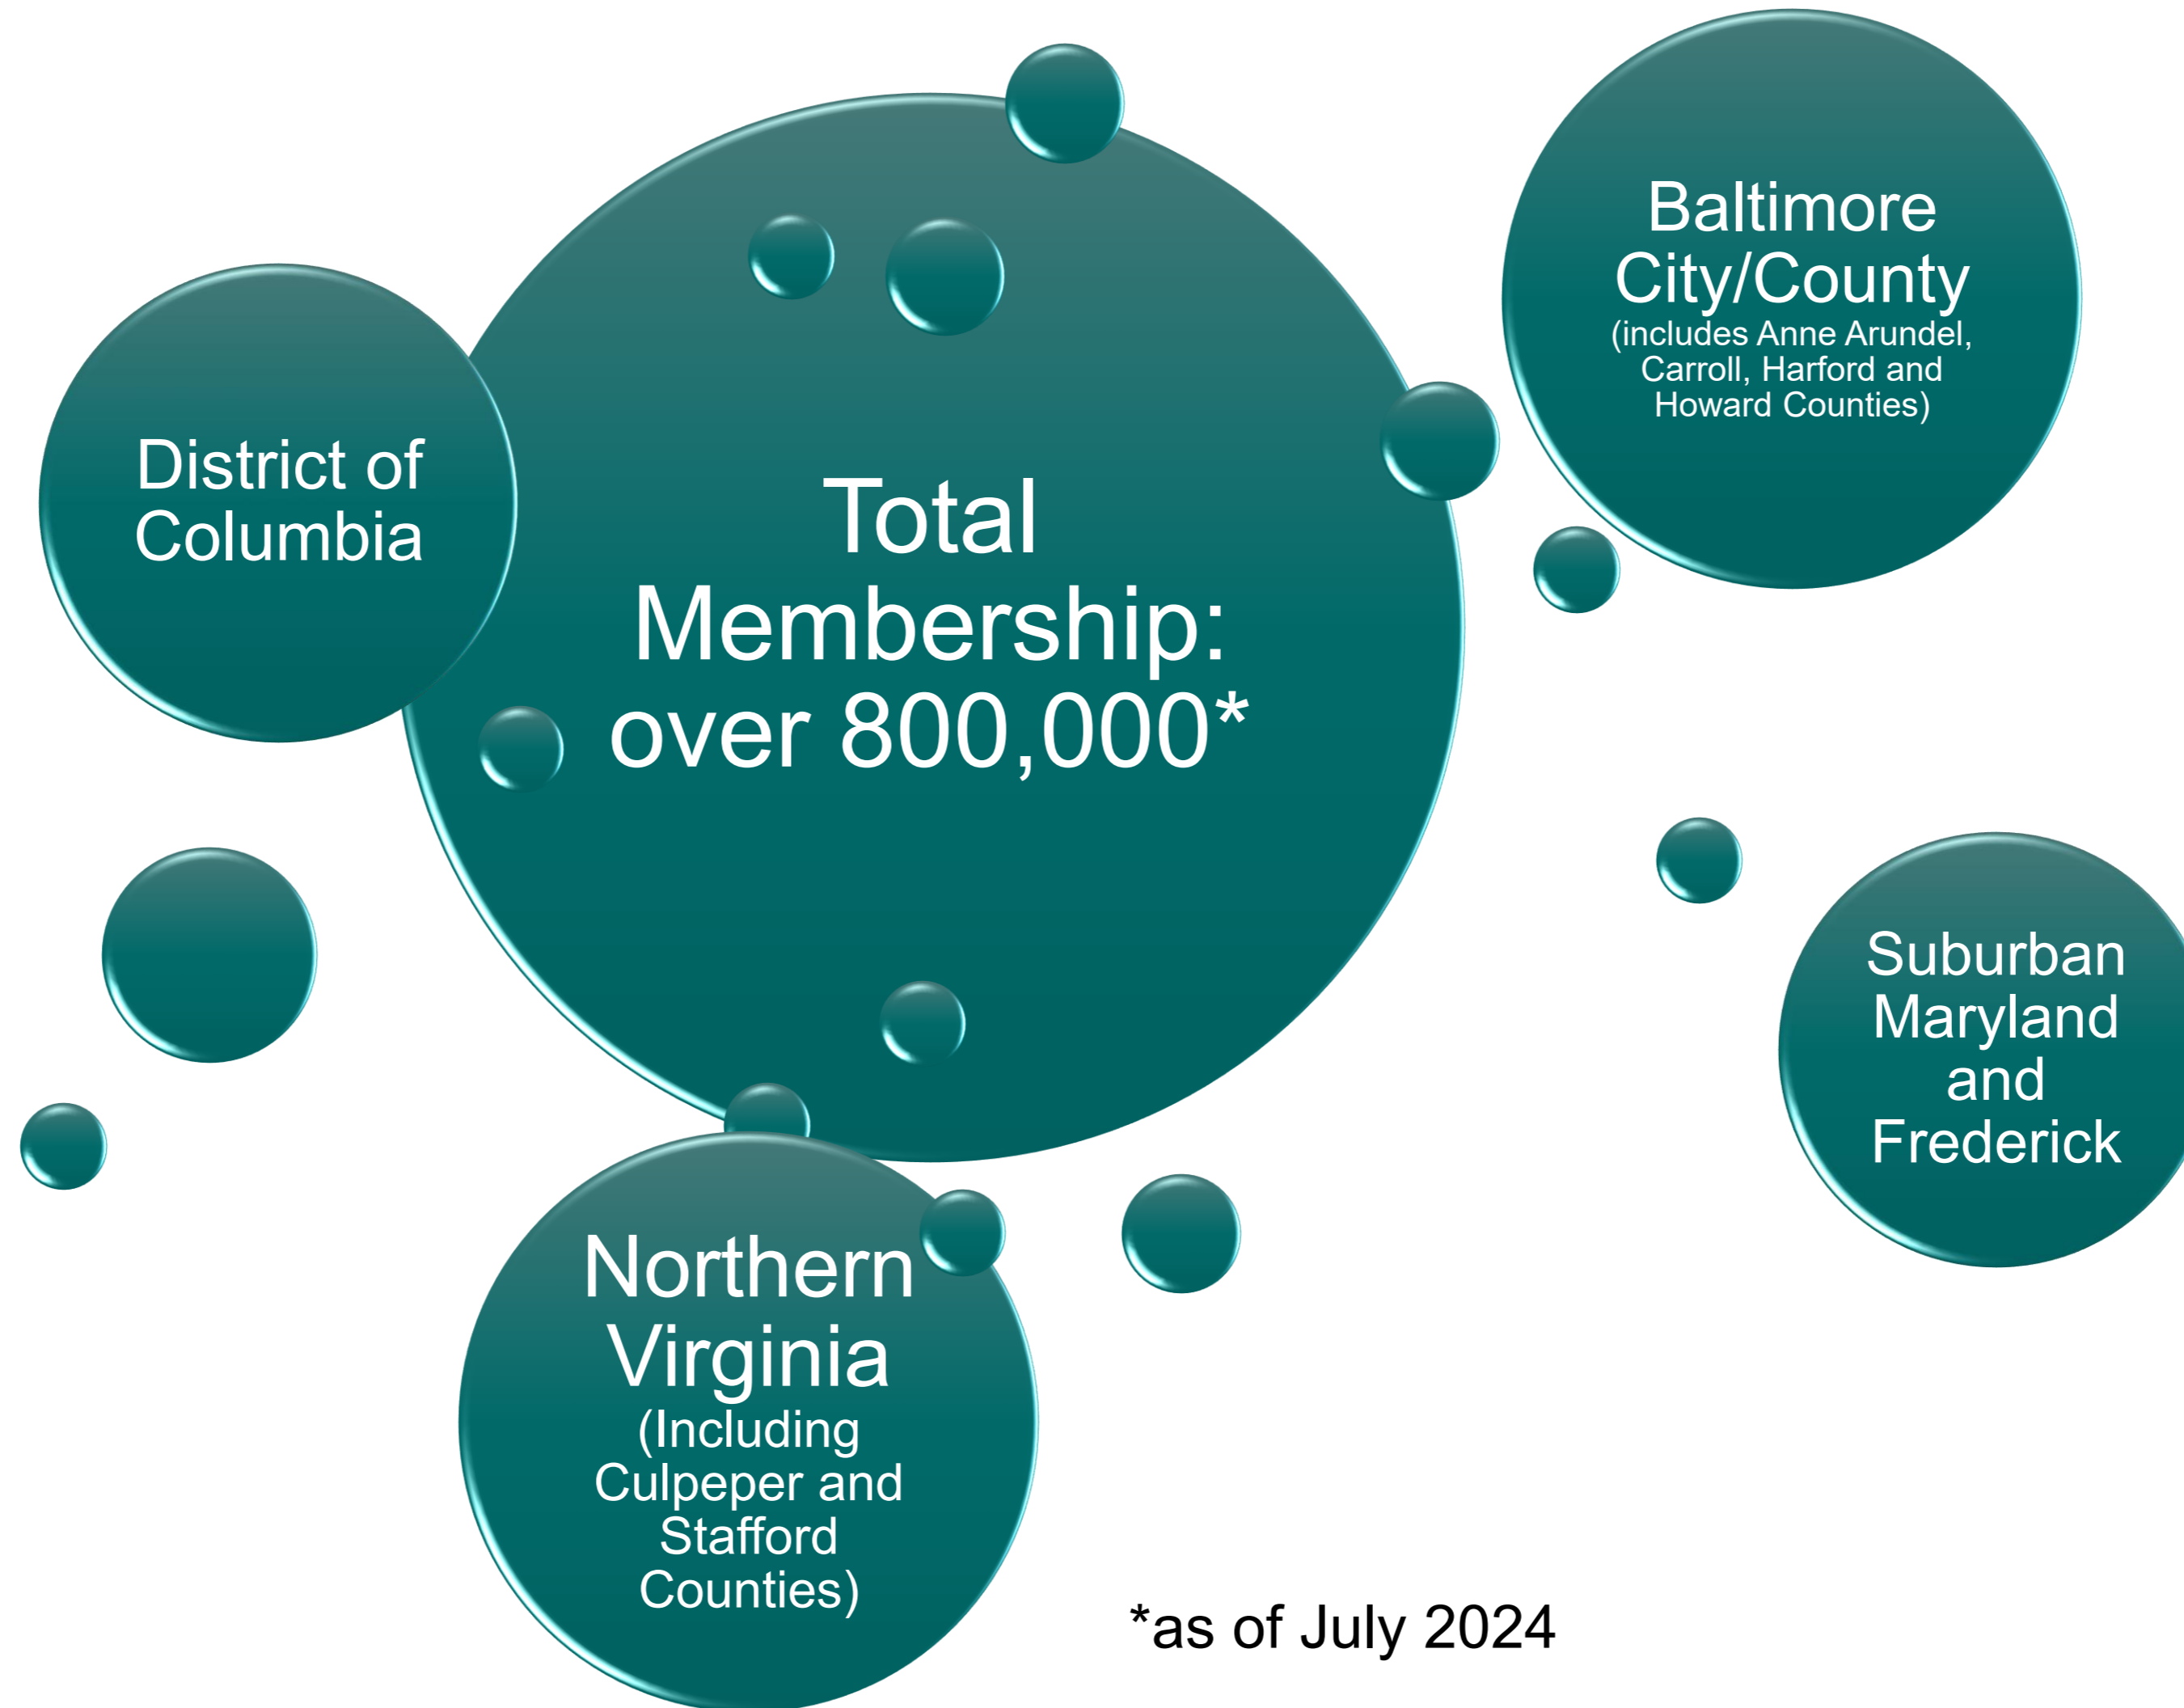 Total
Membership:
over 800,000*
District of
Columbia
Baltimore
City/County
(includes Anne Arundel,
Carroll, Harford and
Howard Counties)
Suburban
Maryland
and
Frederick
Northern
Virginia
(Including
Culpeper and
Stafford
Counties)
*as of July 2024